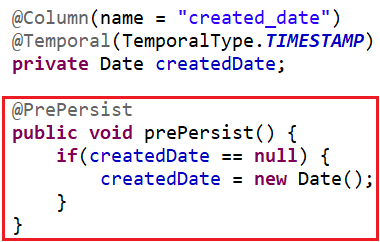 @Column(name = "created_date")
@Temporal(TemporalType.TIMESTAMP)
private Date createdDate;
@PrePersist
public void prePersist() {
    if(createdDate == null) {
        createdDate = new Date();
    }
}